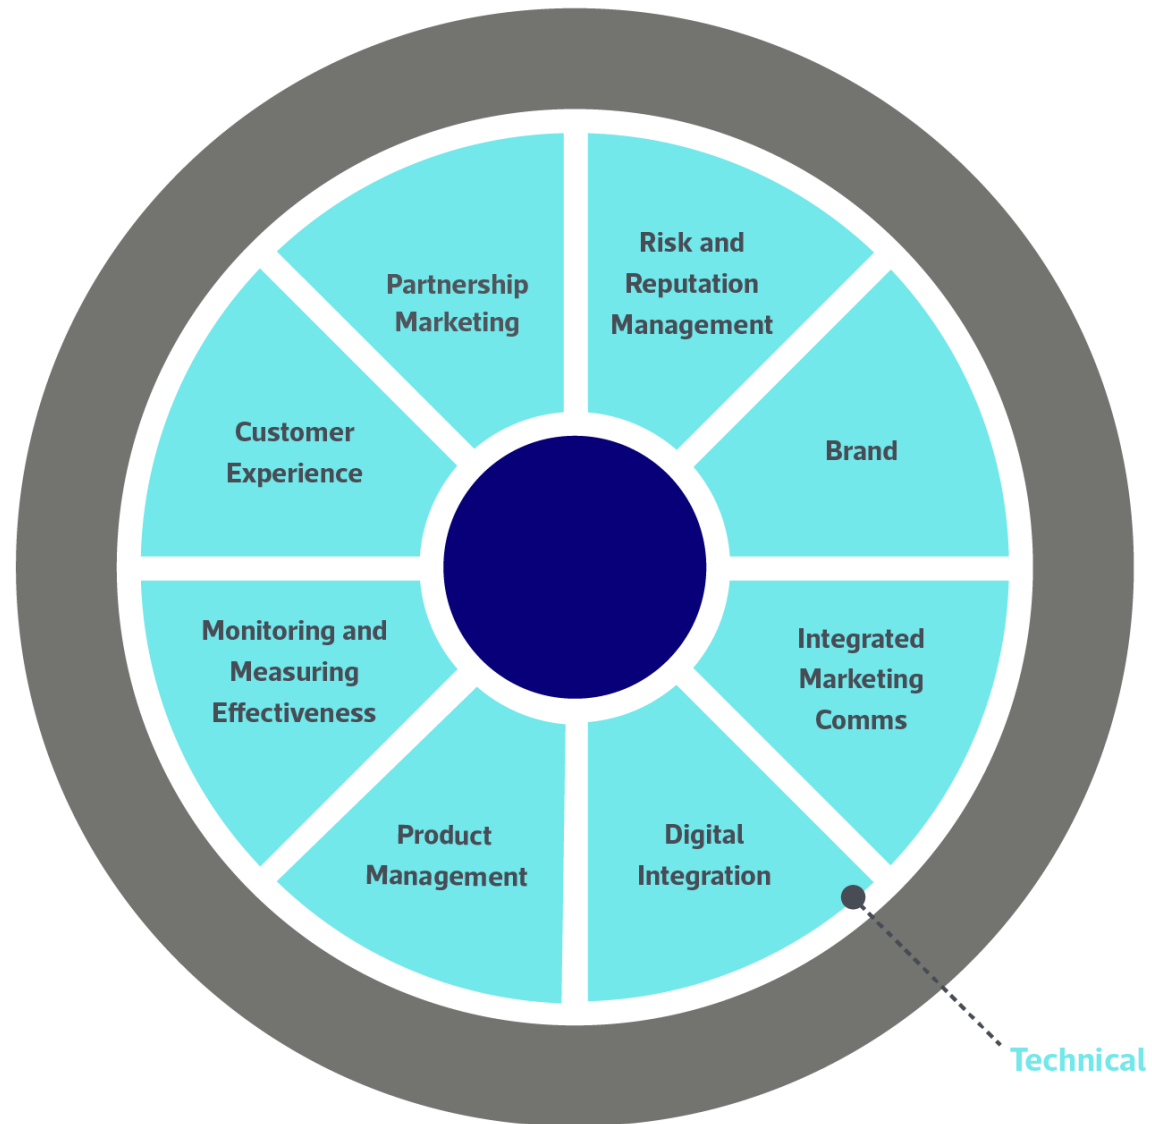 Risk and
Reputation
Management
Partnership
Marketing
Customer
Experience
Brand
Monitoring and
Measuring
Effectiveness
Integrated
Marketing
Comms
Product
Management
Digital
Integration
Technical